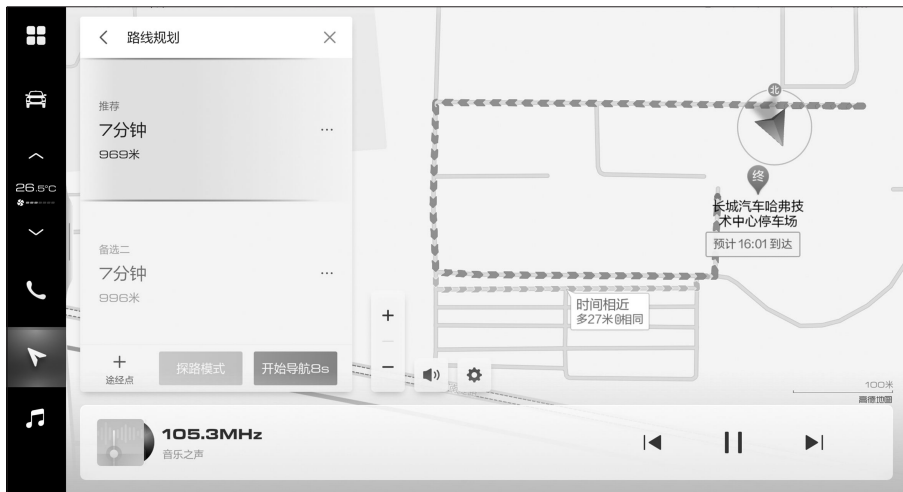 路线规划
推荐
7分钟
969米
26.5°C
备选二
7分钟
996米
途经点
探路模式
开始导航8s
北
终
长城汽车哈弗技
术中心停车场
预计 16:01 到达
时间相近
多27米 相同
100米
高德地图
105.3MHz
音乐之声